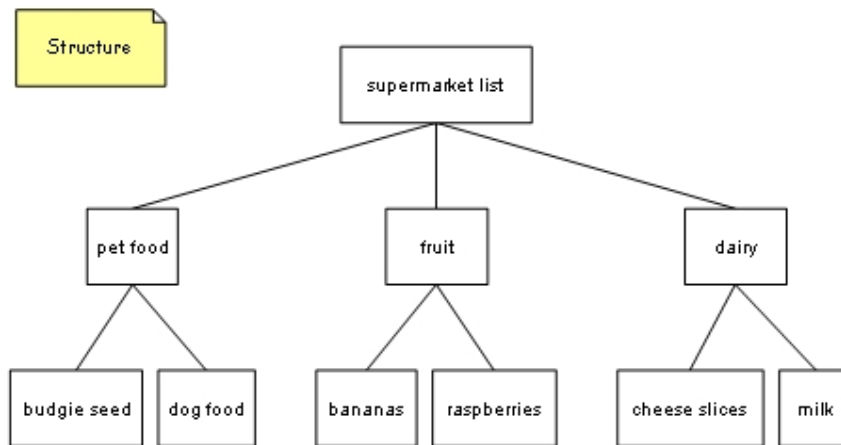 Structure
supermarket list
pet food
fruit
dairy
budgie seed
dog food
bananas
raspberries
cheese slices
milk